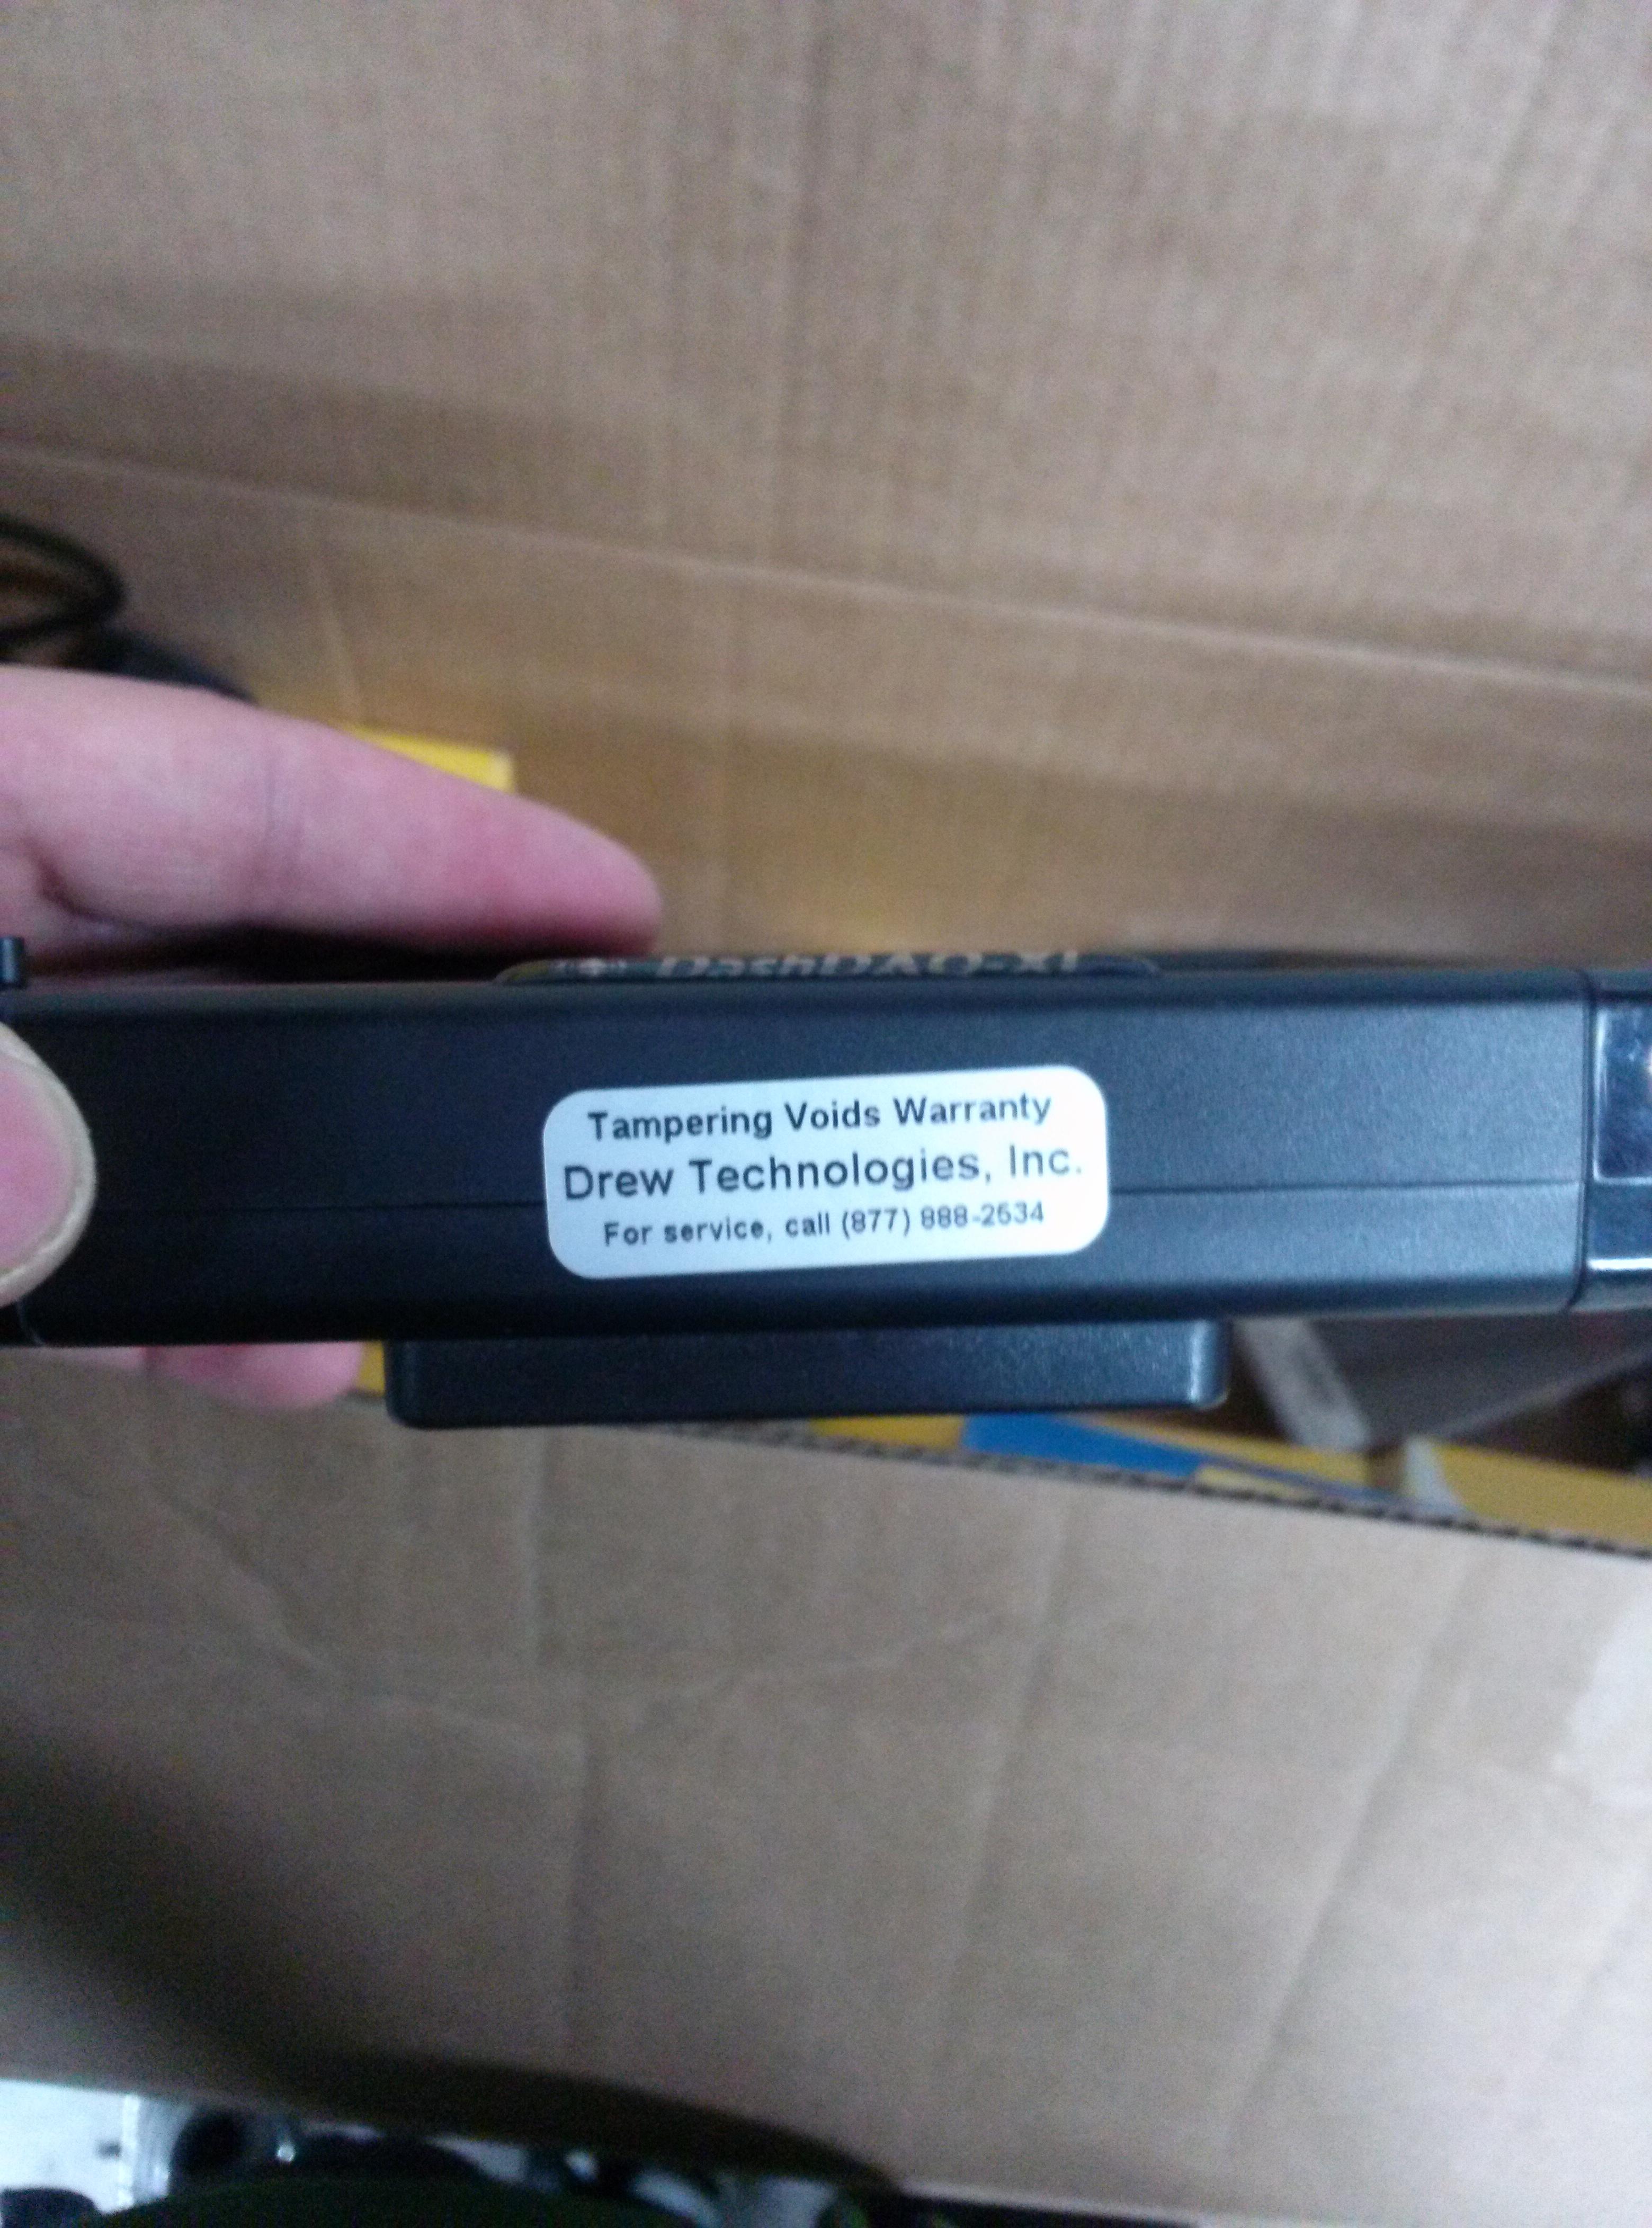 DashDAQ-XL
Tampering Voids Warranty
Drew Technologies, Inc.
For service, call (877) 888-2534